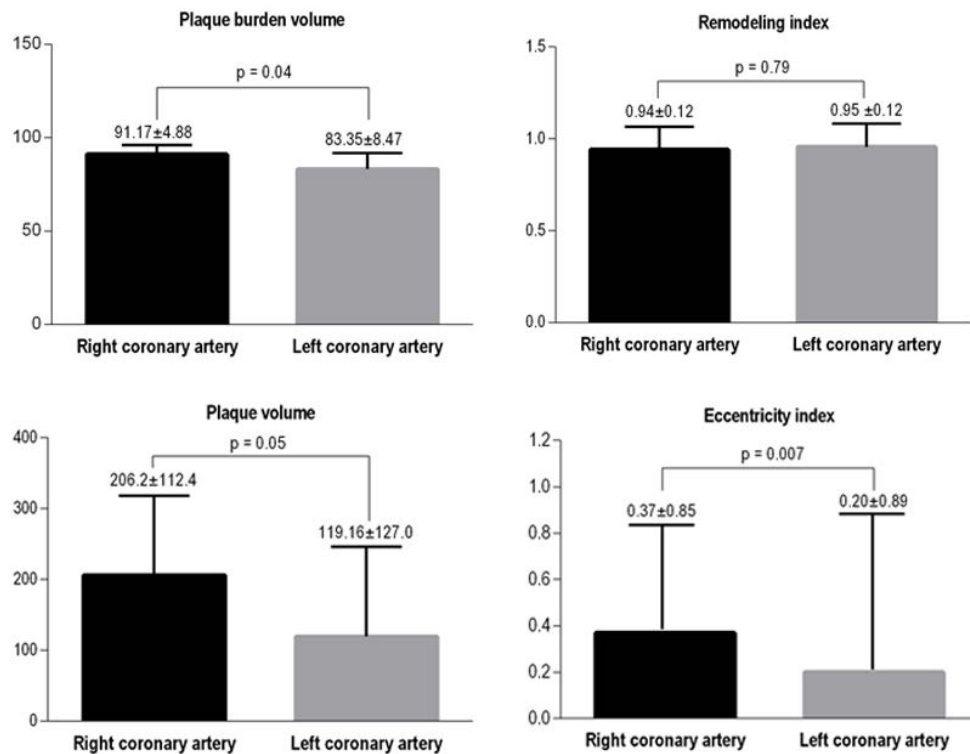 Plaque burden volume
150
p = 0.04
91.17±4.88
83.35±8.47
100
50
0
Right coronary artery
Left coronary artery
Remodeling index
1.5
p = 0.79
0.94±0.12
0.95 ±0.12
1.0
0.5
0.0
Right coronary artery
Left coronary artery
Plaque volume
400
p = 0.05
206.2±112.4
119.16±127.0
300
200
100
0
Right coronary artery
Left coronary artery
Eccentricity index
1.2
p = 0.007
1.0
0.37±0.85
0.20±0.89
0.8
0.6
0.4
0.2
0.0
Right coronary artery
Left coronary artery